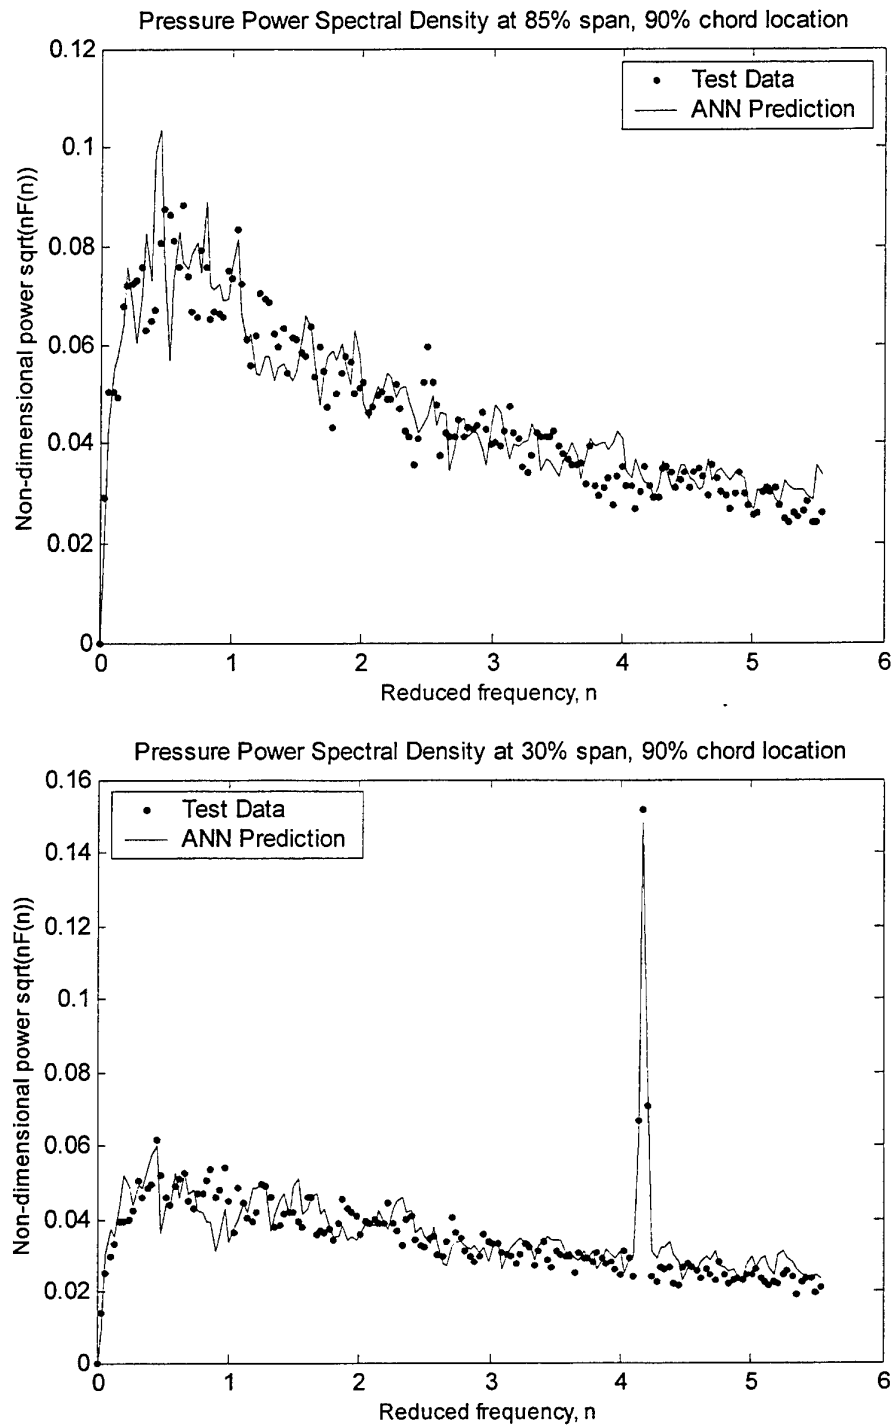 Pressure Power Spectral Density at 85% span, 90% chord location
0.12
0.1
0.08
0.06
0.04
0.02
0
Non-dimensional power sqrt(nF(n))
Test Data
ANN Prediction
0 1 2 3 4 5 6
Reduced frequency, n
Pressure Power Spectral Density at 30% span, 90% chord location
0.16
0.14
0.12
0.1
0.08
0.06
0.04
0.02
0
Non-dimensional power sqrt(nF(n))
Test Data
ANN Prediction
0 1 2 3 4 5 6
Reduced frequency, n